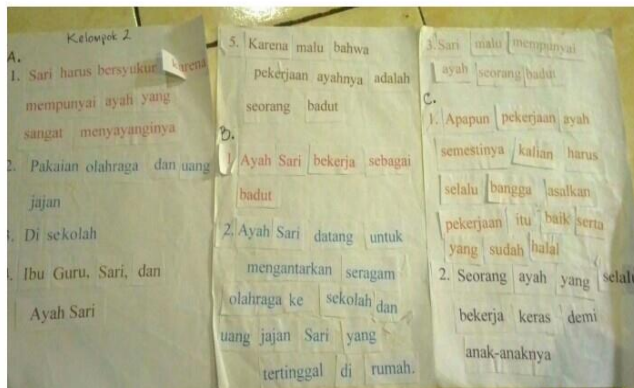 Kelompok 2
A.
1. Sari harus bersyukur karena
mempunyai ayah yang
sangat menyayanginya
2. Pakaian olahraga dan uang
jajan
3. Di sekolah
4. Ibu Guru, Sari, dan
Ayah Sari
5. Karena malu bahwa
pekerjaan ayahnya adalah
seorang badut
B.
1 Ayah Sari bekerja sebagai
badut
2. Ayah Sari datang untuk
mengantarkan seragam
olahraga ke sekolah dan
uang jajan Sari yang
tertinggal di rumah.
3. Sari malu mempunyai
ayah seorang badut
C.
1. Apapun pekerjaan ayah
semestinya kalian harus
selalu bangga asalkan
pekerjaan itu baik serta
yang sudah halal
2. Seorang ayah yang selalu
bekerja keras demi
anak-anaknya